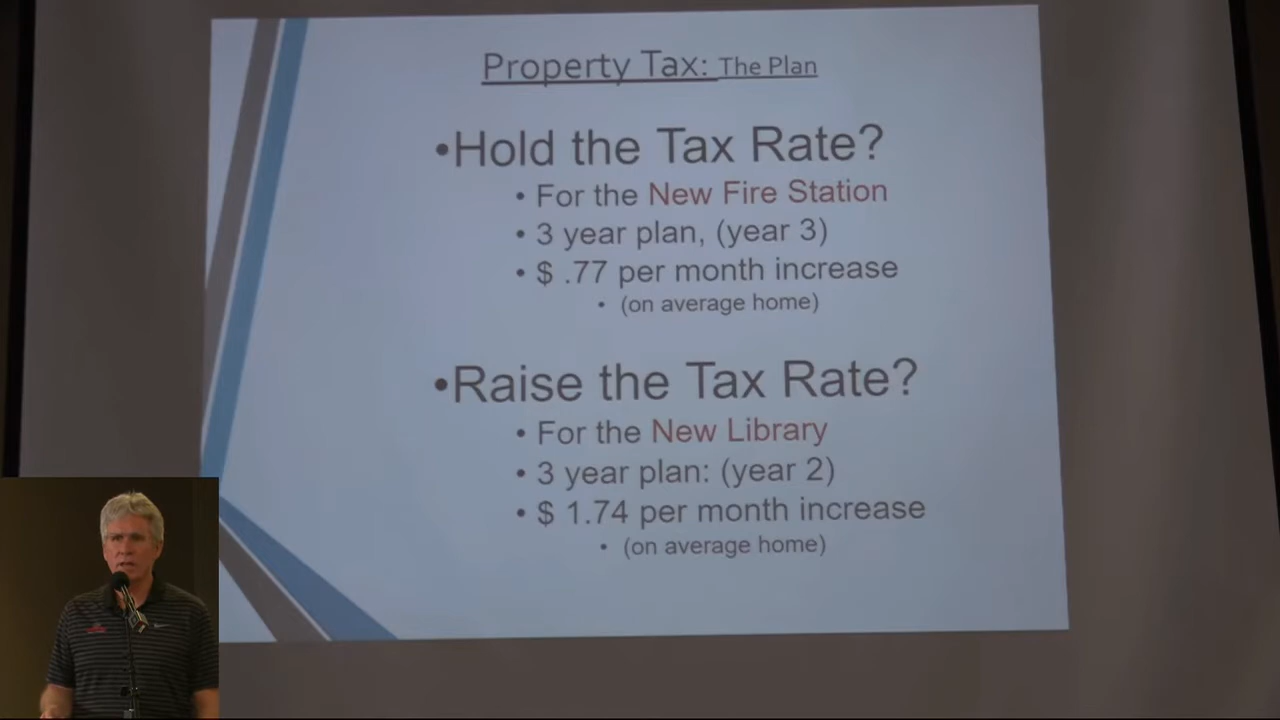 Property Tax: The Plan
•Hold the Tax Rate?
• For the New Fire Station
• 3 year plan, (year 3)
• $ .77 per month increase
• (on average home)
•Raise the Tax Rate?
• For the New Library
• 3 year plan: (year 2)
• $ 1.74 per month increase
• (on average home)